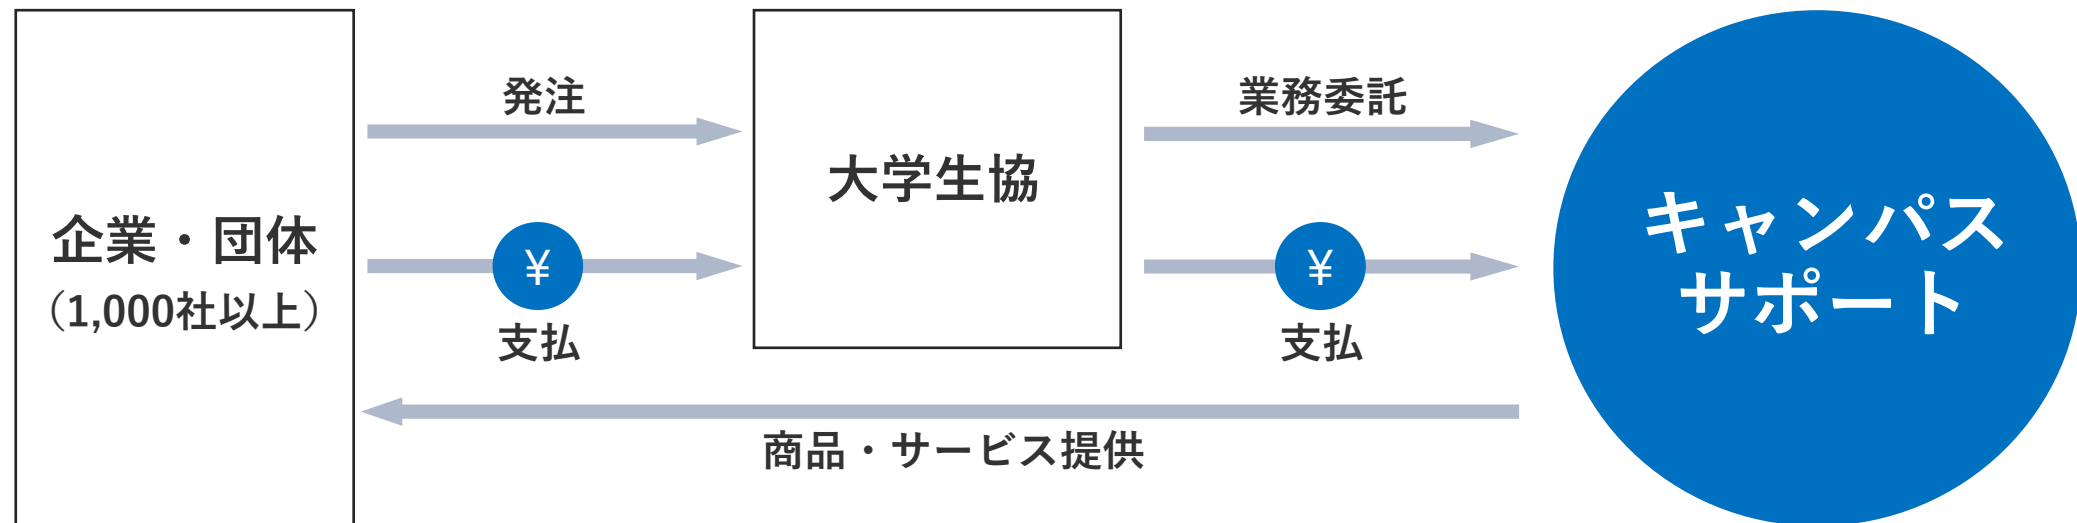 企業・団体
（1,000社以上）
発注
¥
支払
大学生協
業務委託
¥
支払
キャンパス
サポート
商品・サービス提供